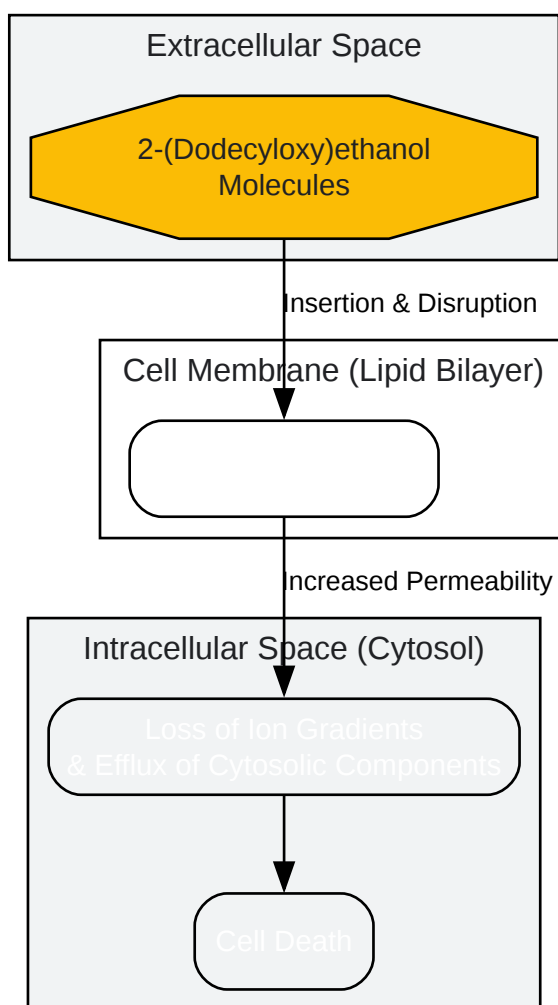 Extracellular Space
2-(Dodecyloxy)ethanol
Molecules
Insertion & Disruption
Cell Membrane (Lipid Bilayer)
Increased Permeability
Intracellular Space (Cytosol)
Loss of Ion Gradients
& Efflux of Cytosolic Components
Cell Death